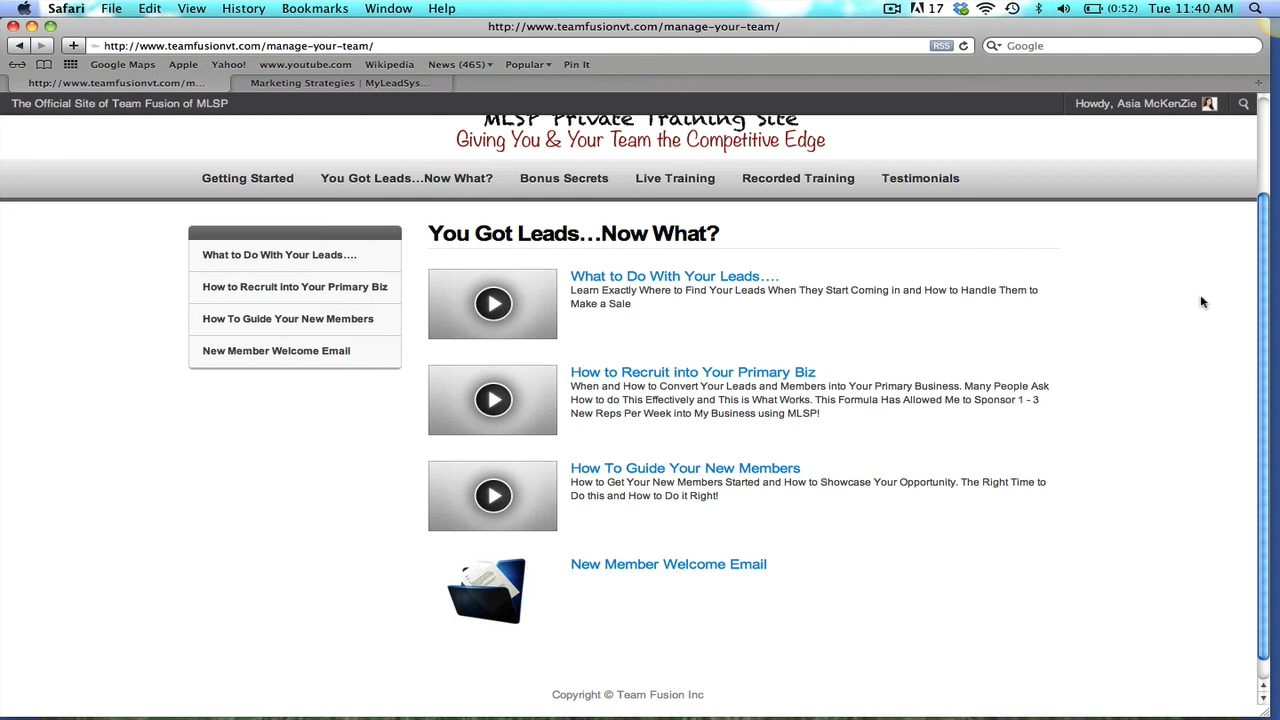 Safari File Edit View History Bookmarks Window Help 17 (0:52) Tue 11:40 AM
http://www.teamfusionvt.com/manage-your-team/
http://www.teamfusionvt.com/manage-your-team/ RSS Google
Google Maps Apple Yahoo! www.youtube.com Wikipedia News (465) Popular Pin It
http://www.teamfusionvt.com/m... Marketing Strategies | MyLeadSys...
The Official Site of Team Fusion of MLSP Howdy, Asia McKenZie
MLSP Private Training Site
Giving You & Your Team the Competitive Edge
Getting Started You Got Leads...Now What? Bonus Secrets Live Training Recorded Training Testimonials
What to Do With Your Leads....
How to Recruit into Your Primary Biz
How To Guide Your New Members
New Member Welcome Email
You Got Leads...Now What?
What to Do With Your Leads....
Learn Exactly Where to Find Your Leads When They Start Coming in and How to Handle Them to
Make a Sale
How to Recruit into Your Primary Biz
When and How to Convert Your Leads and Members into Your Primary Business. Many People Ask
How to do This Effectively and This is What Works. This Formula Has Allowed Me to Sponsor 1 - 3
New Reps Per Week into My Business using MLSP!
How To Guide Your New Members
How to Get Your New Members Started and How to Showcase Your Opportunity. The Right Time to
Do this and How to Do it Right!
New Member Welcome Email
Copyright © Team Fusion Inc